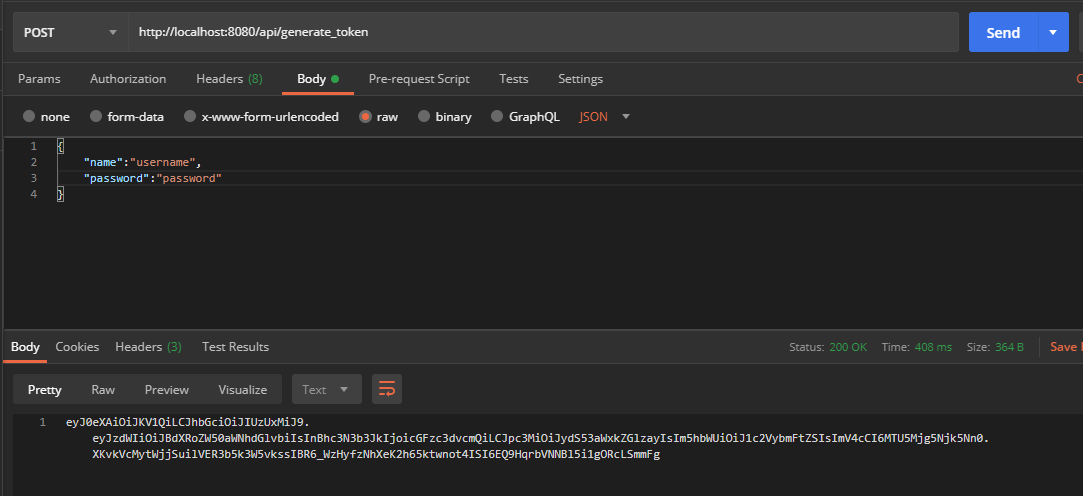 POST http://localhost:8080/api/generate_token Send
Params Authorization Headers (8) Body Pre-request Script Tests Settings
none form-data x-www-form-urlencoded raw binary GraphQL JSON
1 {
2 "name":"username",
3 "password":"password"
4 }
Body Cookies Headers (3) Test Results Status: 200 OK Time: 408 ms Size: 364 B Save
Pretty Raw Preview Visualize Text
1 eyJ0eXAiOiJKV1QiLCJhbGciOiJIUzUxMiJ9.
eyJzdWIiOiJBdXRoZW50aWNhdGlvbiIsInBhc3N3b3JkIjoicGFzc3dvcmQiLCJpc3MiOiJydS53aWxkZGlzayIsIm5hbWUiOiJ1c2VybmFtZSIsImV4cCI6MTU5Mjg5Njk5Nn0.
XKvkVcMytWjjSuilVER3b5k3W5vkssIBR6_WzHyfzNhXeK2h65ktwnot4ISI6EQ9HqrbVNNBl5i1gORcLSmmFg